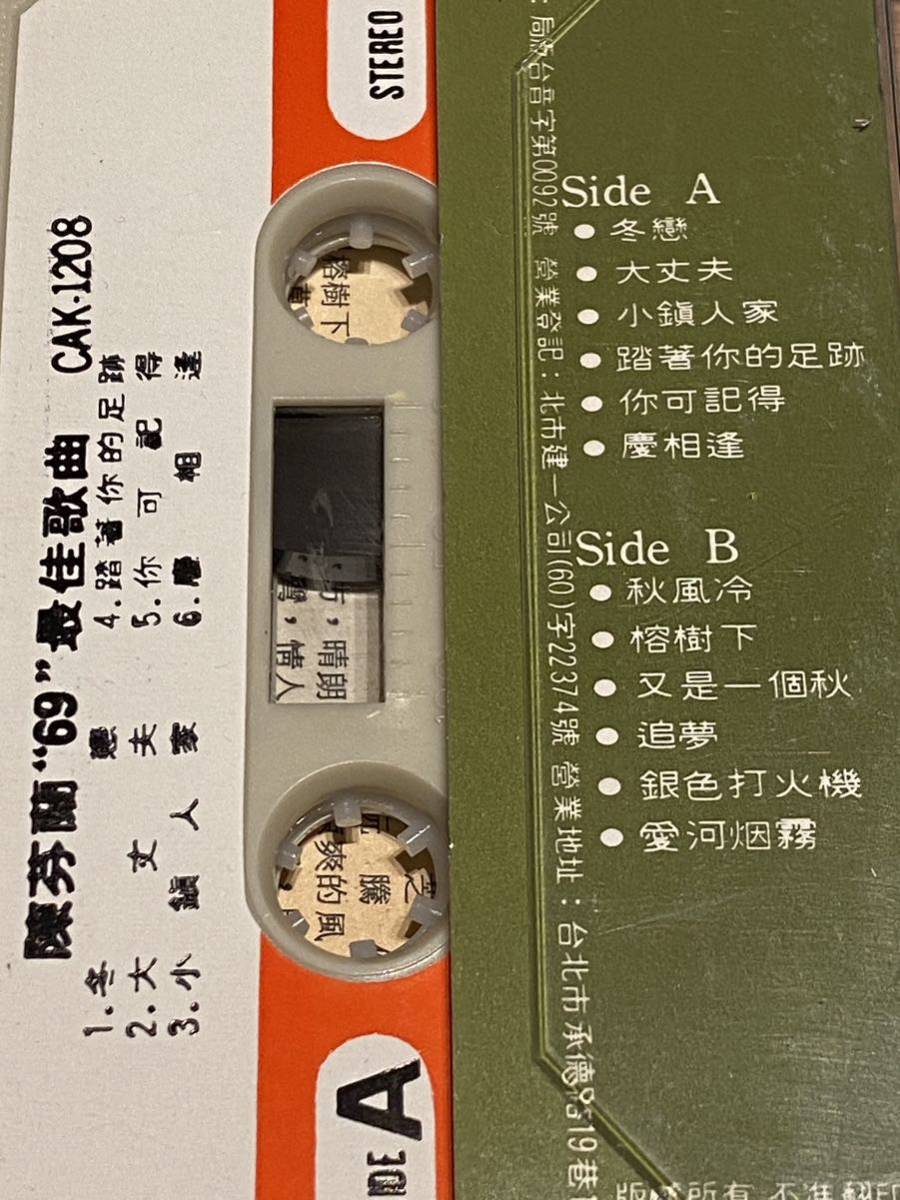 STEREO
陳芬蘭“69”最佳歌曲 CAK-1208
1.冬戀
2.大丈夫
3.小鎮人家
4.踏著你的足跡
5.你可記得
6.慶相逢
A
榕樹下
，晴朗
，情人
爽的風
騰
局版台音字第0092號 營業登記：北市建一公司(60)字22374號 營業地址：台北市承德路19巷
Side A
● 冬戀
● 大丈夫
● 小鎮人家
● 踏著你的足跡
● 你可記得
● 慶相逢
Side B
● 秋風冷
● 榕樹下
● 又是一個秋
● 追夢
● 銀色打火機
● 愛河烟霧
版權所有 不准翻印